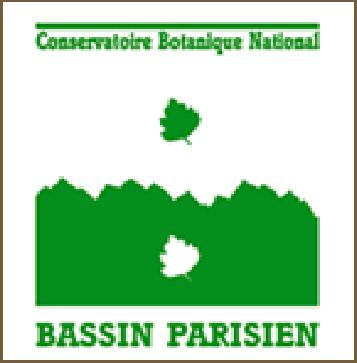 Conservatoire Botanique National
BASSIN PARISIEN